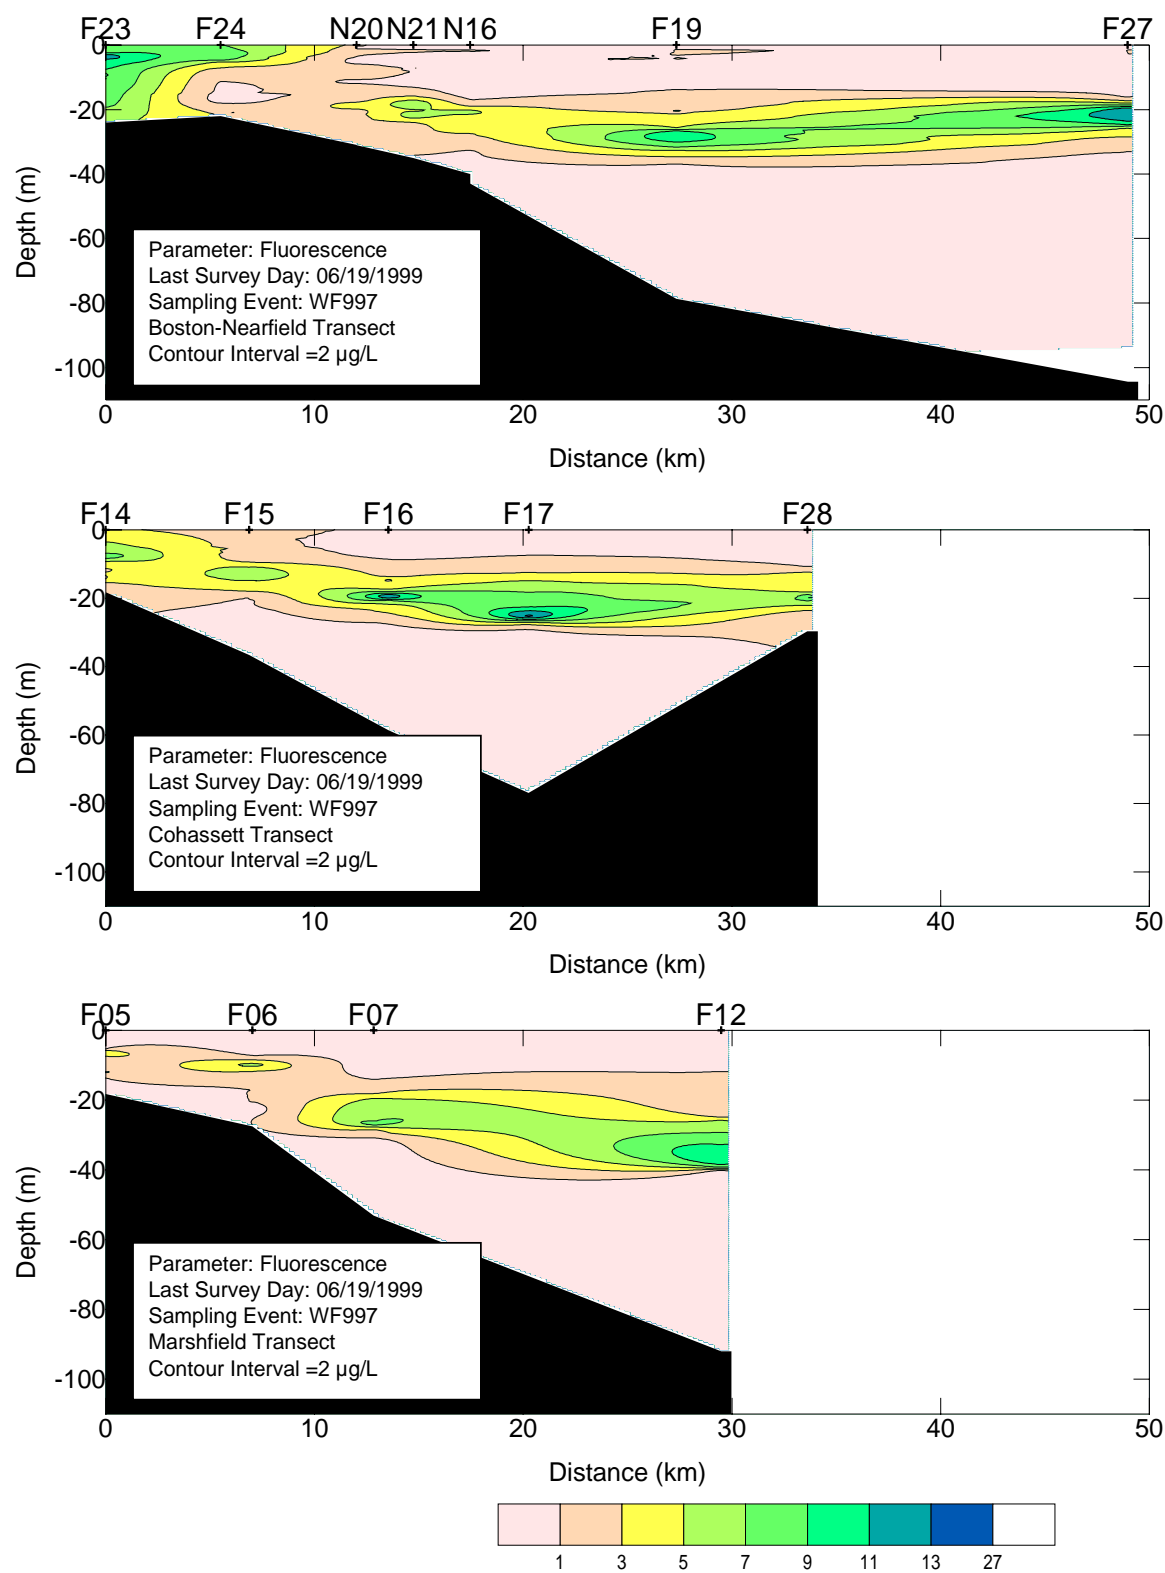 F23 F24 N20 N21 N16 F19 F27
0
-20
-40
-60
-80
-100
Depth (m)
Parameter: Fluorescence
Last Survey Day: 06/19/1999
Sampling Event: WF997
Boston-Nearfield Transect
Contour Interval =2 µg/L
0 10 20 30 40 50
Distance (km)
F14 F15 F16 F17 F28
0
-20
-40
-60
-80
-100
Depth (m)
Parameter: Fluorescence
Last Survey Day: 06/19/1999
Sampling Event: WF997
Cohassett Transect
Contour Interval =2 µg/L
0 10 20 30 40 50
Distance (km)
F05 F06 F07 F12
0
-20
-40
-60
-80
-100
Depth (m)
Parameter: Fluorescence
Last Survey Day: 06/19/1999
Sampling Event: WF997
Marshfield Transect
Contour Interval =2 µg/L
0 10 20 30 40 50
Distance (km)
1 3 5 7 9 11 13 27